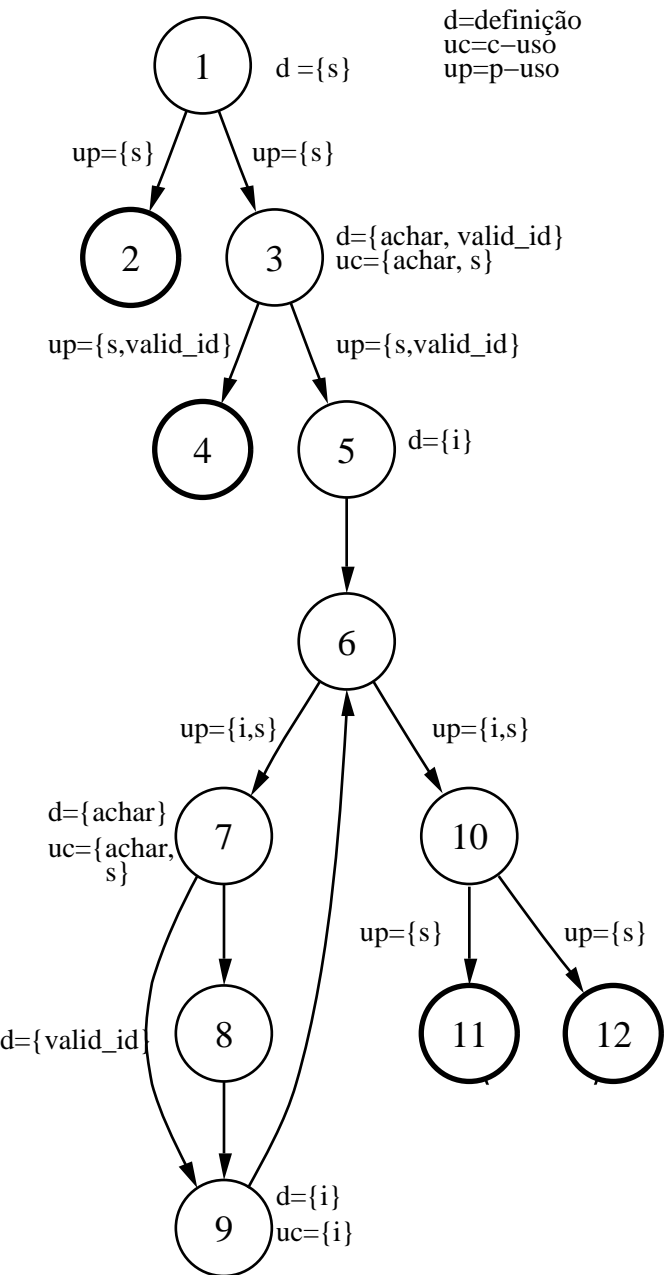 d=definição
uc=c−uso
up=p−uso
1
d ={s}
up={s}
up={s}
2
3
d={achar, valid_id}
uc={achar, s}
up={s,valid_id}
up={s,valid_id}
4
5
d={i}
6
up={i,s}
up={i,s}
d={achar}
uc={achar,
s}
7
10
up={s}
up={s}
d={valid_id}
8
11
12
9
d={i}
uc={i}